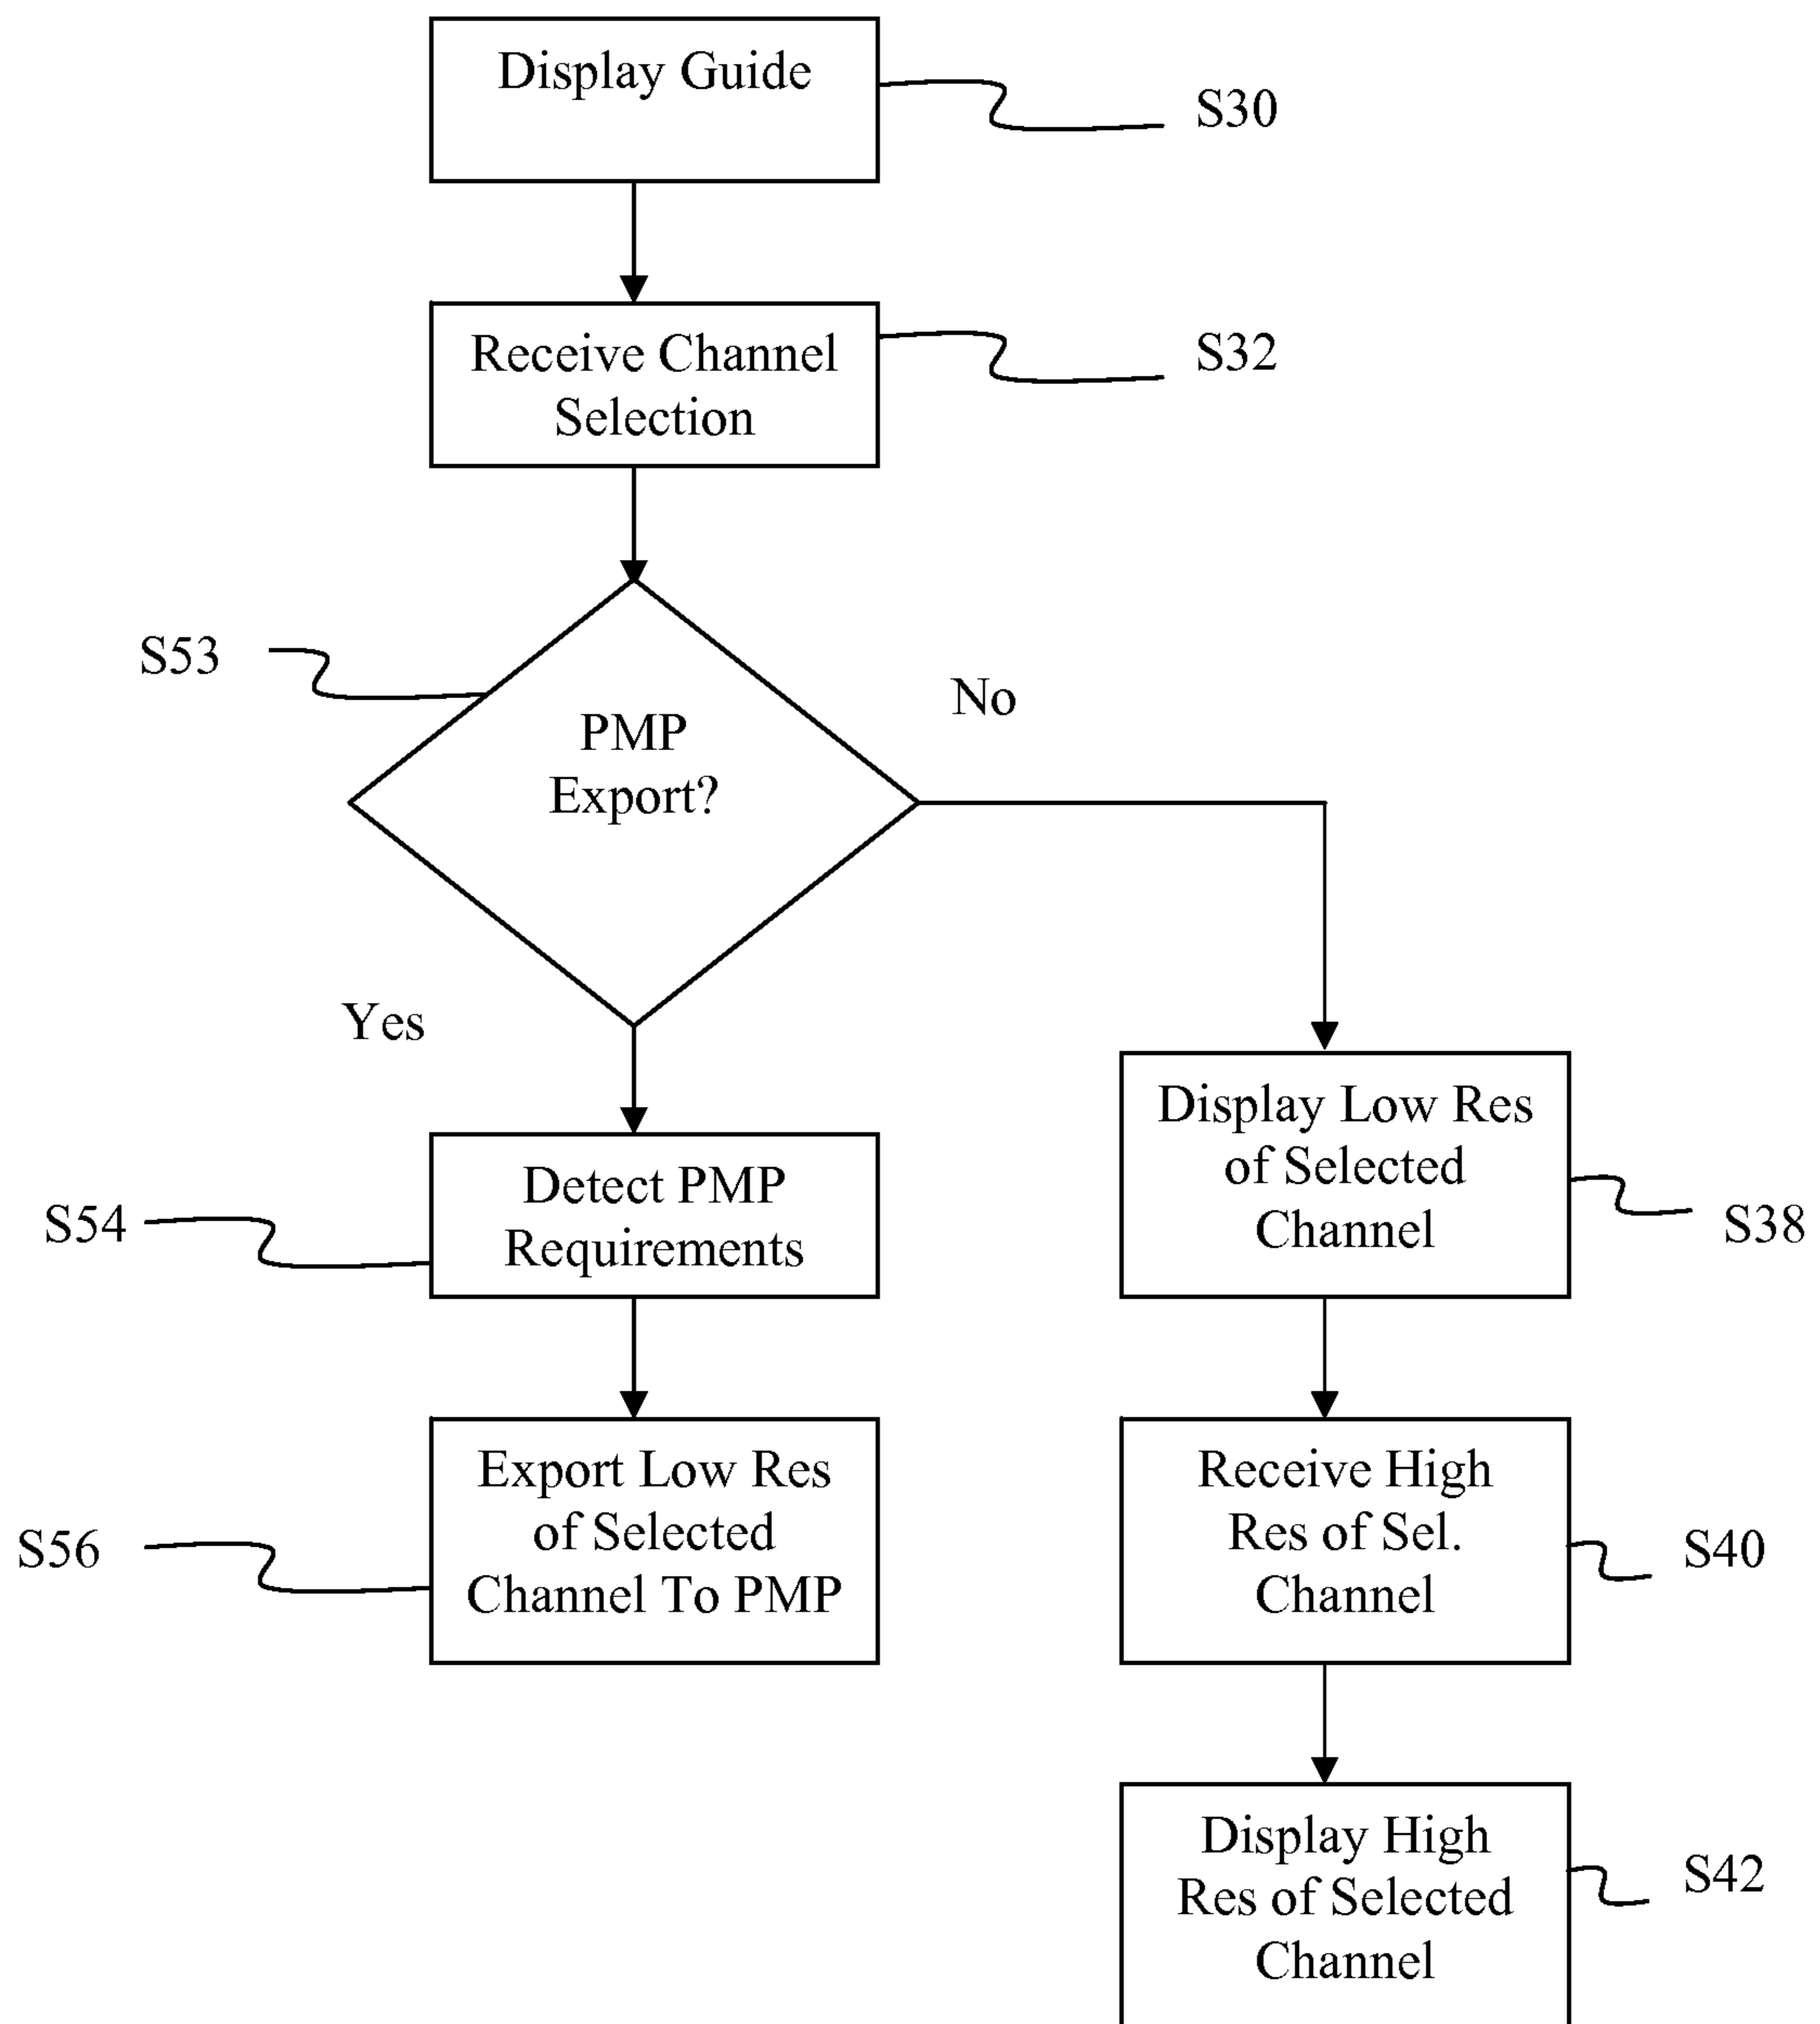 Display Guide
S30
Receive Channel
Selection
S32
S53
PMP
Export?
No
Yes
Detect PMP
Requirements
S54
Display Low Res
of Selected
Channel
S38
Export Low Res
of Selected
Channel To PMP
S56
Receive High
Res of Sel.
Channel
S40
Display High
Res of Selected
Channel
S42